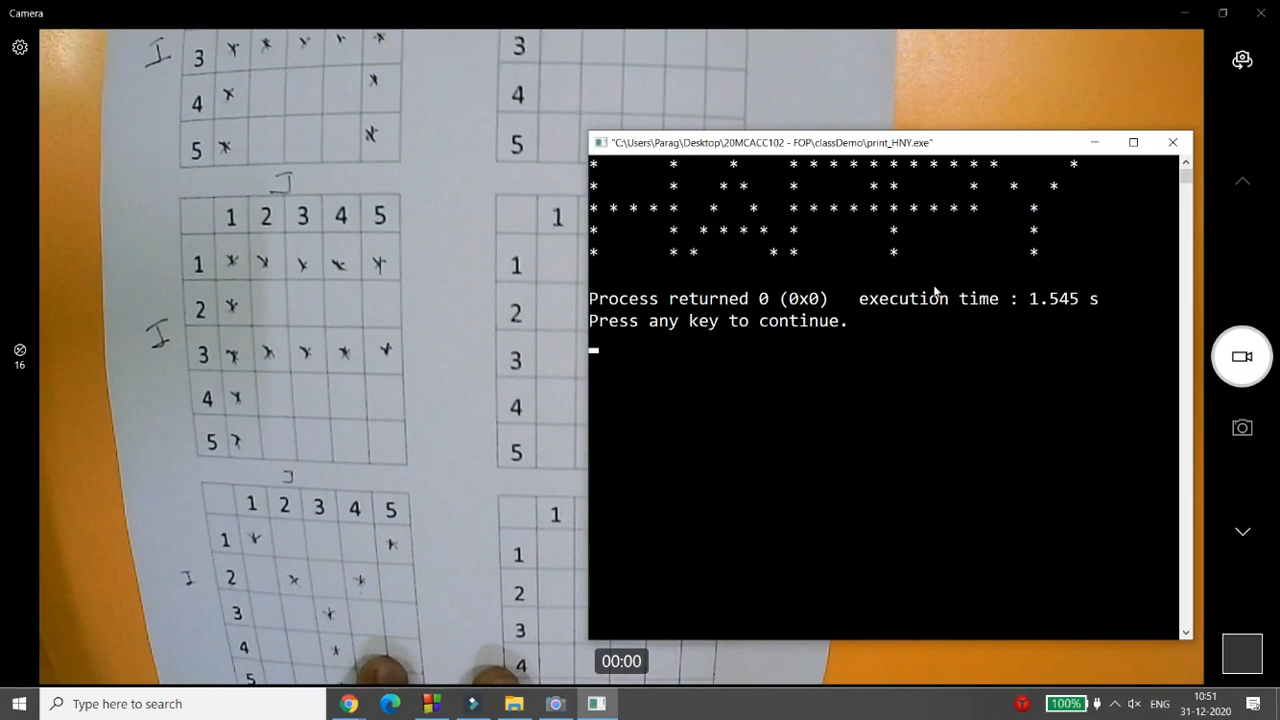 Camera
I
3 * * * * *
4 * *
5 * *
J
1 2 3 4 5
1 * * * * *
2 *
I
3 * * * * *
4 *
5 *
J
1 2 3 4 5
1 * *
I
2 * *
3 *
4 *
5
3
4
5
1
1
2
3
4
5
1
1
2
3
4
"C:\Users\Parag\Desktop\20MCACC102 - FOP\classDemo\print_HNY.exe"
*       *     *     * * * * * * * * * * *       *
*       *    * *    *       * *       *   *   *
* * * * *   *   *   * * * * * * * * * *     *
*       *  * * * *  *         *             *
*       * *       * *         *             *
Process returned 0 (0x0)   execution time : 1.545 s
Press any key to continue.
16
00:00
Type here to search
100%
ENG
10:51
31-12-2020